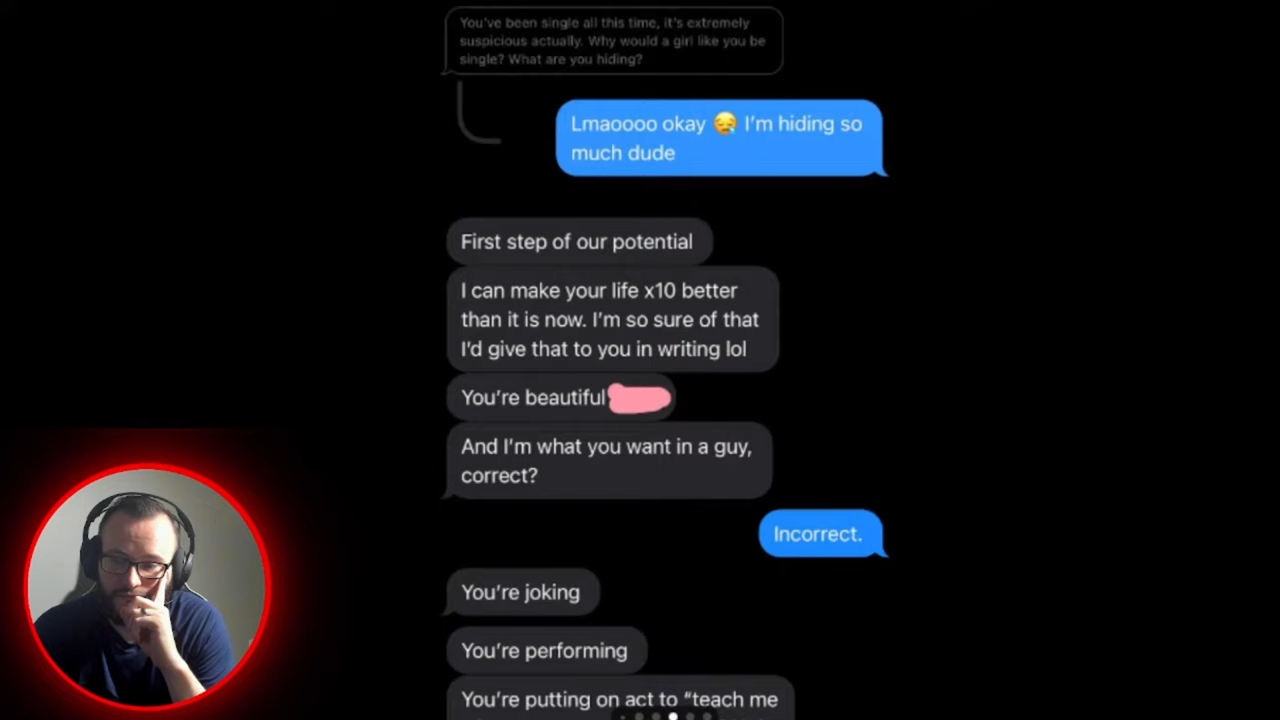 You've been single all this time, it's extremely
suspicious actually. Why would a girl like you be
single? What are you hiding?
Lmaoooo okay 😪 I'm hiding so
much dude
First step of our potential
I can make your life x10 better
than it is now. I'm so sure of that
I'd give that to you in writing lol
You're beautiful
And I'm what you want in a guy,
correct?
Incorrect.
You're joking
You're performing
You're putting on act to “teach me